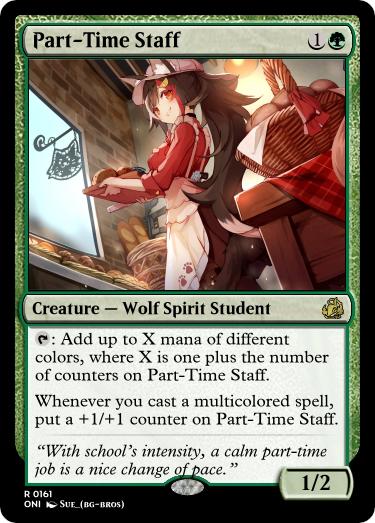 Part-Time Staff 1
Creature — Wolf Spirit Student
: Add up to X mana of different
colors, where X is one plus the number
of counters on Part-Time Staff.
Whenever you cast a multicolored spell,
put a +1/+1 counter on Part-Time Staff.
“With school’s intensity, a calm part-time
job is a nice change of pace.”
1/2
R 0161
ONI Sue_(bg-bros)